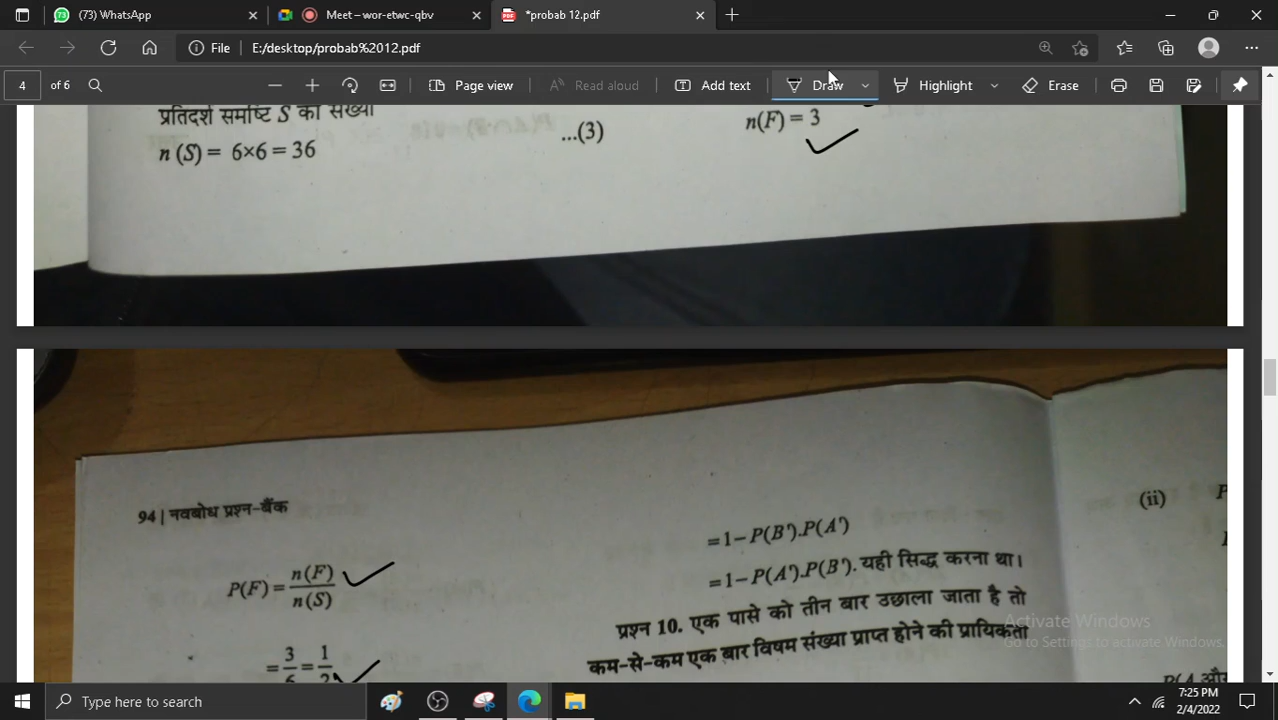 (73) WhatsApp
Meet – wor-etwc-qbv
*probab 12.pdf
File
E:/desktop/probab%2012.pdf
4 of 6
Page view
Read aloud
Add text
Draw
Highlight
Erase
प्रतिदर्श समष्टि S की संख्या
n (S) = 6×6 = 36
...(3)
n(F) = 3
94 | नवबोध प्रश्न-बैंक
P(F) = n(F)/n(S)
= 3/6 = 1/2
= 1 – P(B').P(A')
= 1 – P(A').P(B'). यही सिद्ध करना था।
प्रश्न 10. एक पासे को तीन बार उछाला जाता है तो
कम-से-कम एक बार विषम संख्या प्राप्त होने की प्रायिकता
(ii)
Activate Windows
Go to Settings to activate Windows.
Type here to search
7:25 PM
2/4/2022